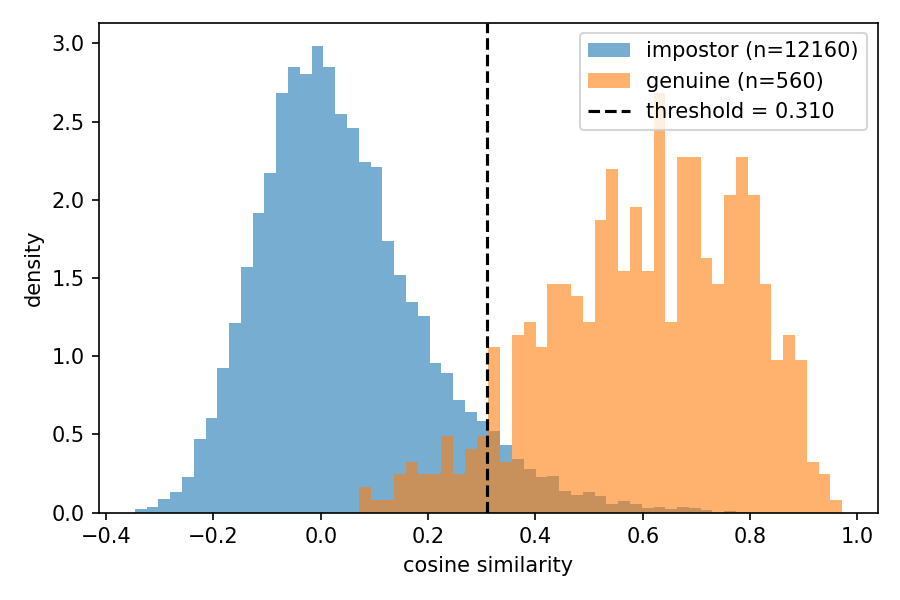 impostor (n=12160)
genuine (n=560)
threshold = 0.310
3.0
2.5
2.0
1.5
1.0
0.5
0.0
density
−0.4 −0.2 0.0 0.2 0.4 0.6 0.8 1.0
cosine similarity